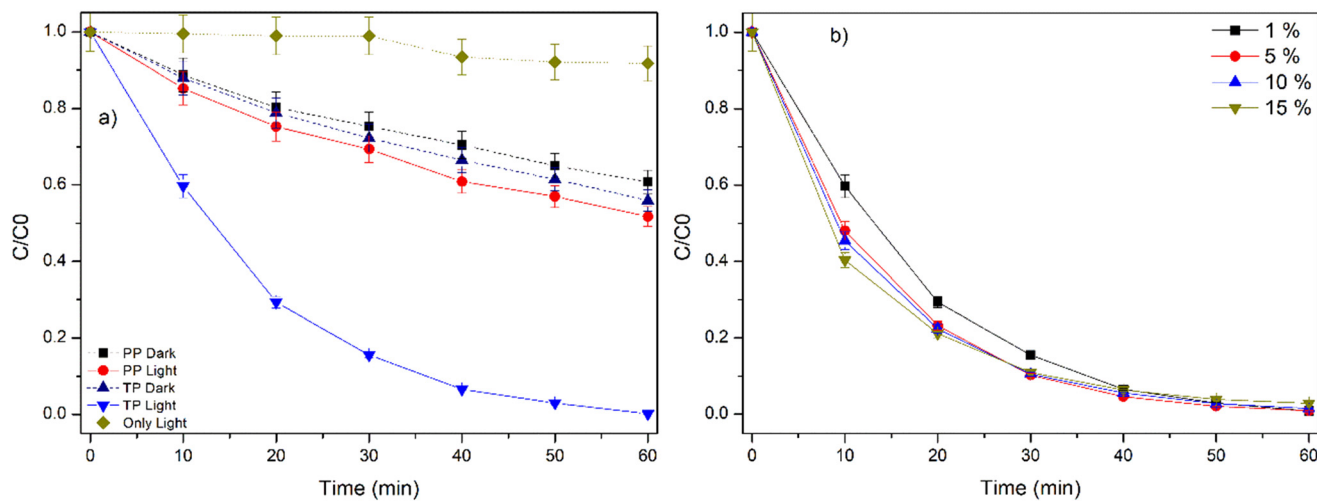 a)
C/C0
1.0
0.8
0.6
0.4
0.2
0.0
PP Dark
PP Light
TP Dark
TP Light
Only Light
0 10 20 30 40 50 60
Time (min)
b)
C/C0
1.0
0.8
0.6
0.4
0.2
0.0
1 %
5 %
10 %
15 %
0 10 20 30 40 50 60
Time (min)